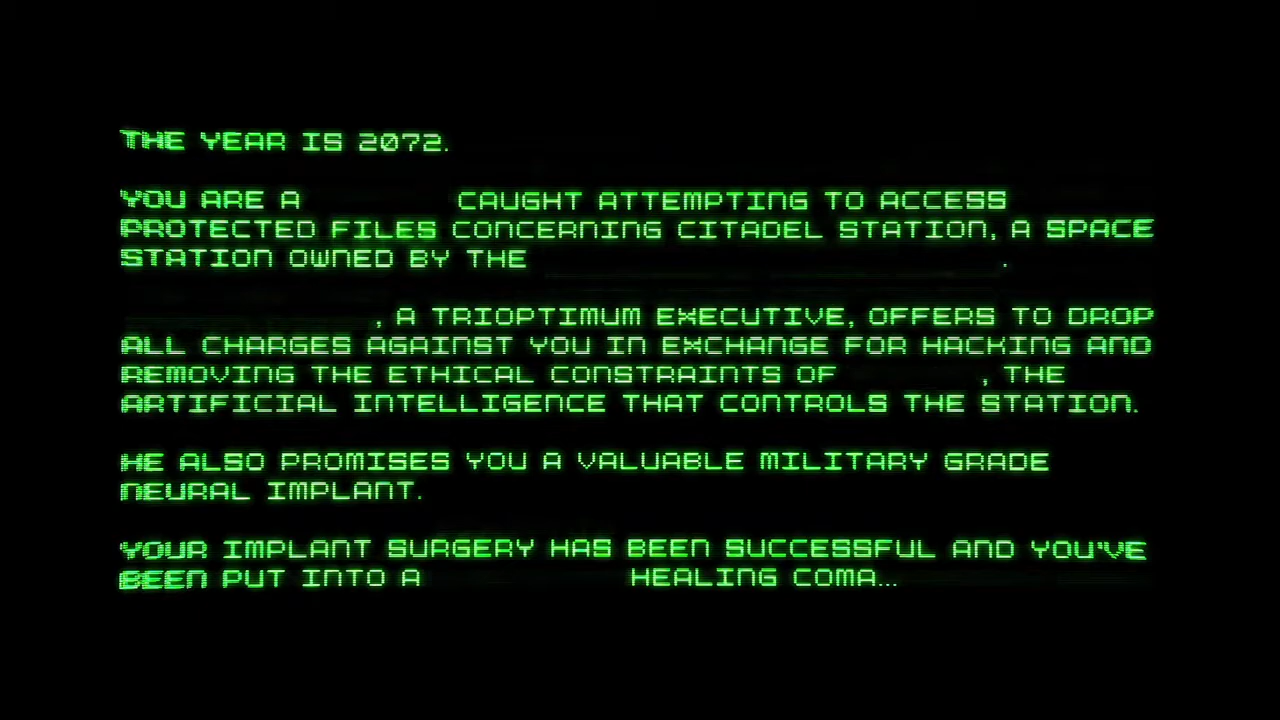 THE YEAR IS 2072.
YOU ARE A CAUGHT ATTEMPTING TO ACCESS
PROTECTED FILES CONCERNING CITADEL STATION, A SPACE
STATION OWNED BY THE .
, A TRIOPTIMUM EXECUTIVE, OFFERS TO DROP
ALL CHARGES AGAINST YOU IN EXCHANGE FOR HACKING AND
REMOVING THE ETHICAL CONSTRAINTS OF , THE
ARTIFICIAL INTELLIGENCE THAT CONTROLS THE STATION.
HE ALSO PROMISES YOU A VALUABLE MILITARY GRADE
NEURAL IMPLANT.
YOUR IMPLANT SURGERY HAS BEEN SUCCESSFUL AND YOU'VE
BEEN PUT INTO A HEALING COMA...